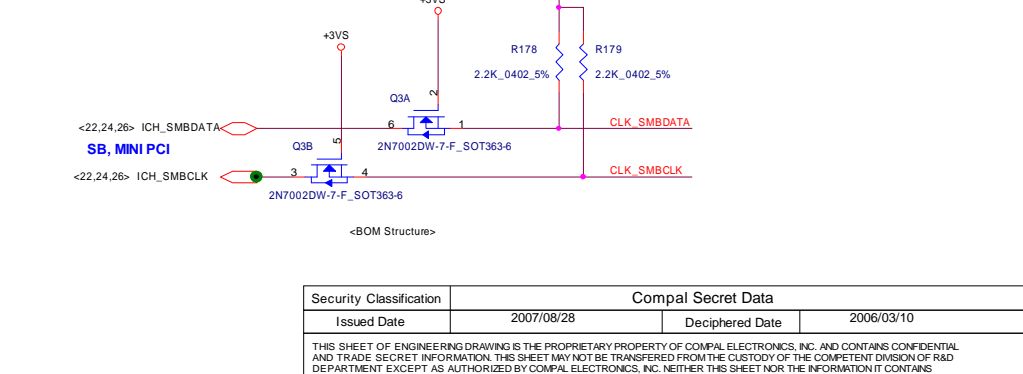 +3VS
+3VS
R178
R179
2.2K_0402_5%
2.2K_0402_5%
2
Q3A
<22,24,26> ICH_SMBDATA
6
1
CLK_SMBDATA
SB, MINI PCI
Q3B
5
2N7002DW-7-F_SOT363-6
<22,24,26> ICH_SMBCLK
3
4
CLK_SMBCLK
2N7002DW-7-F_SOT363-6
<BOM Structure>
Security Classification
Compal Secret Data
Issued Date
2007/08/28
Deciphered Date
2006/03/10
THIS SHEET OF ENGINEERING DRAWING IS THE PROPRIETARY PROPERTY OF COMPAL ELECTRONICS, INC. AND CONTAINS CONFIDENTIAL
AND TRADE SECRET INFORMATION. THIS SHEET MAY NOT BE TRANSFERED FROM THE CUSTODY OF THE COMPETENT DIVISION OF R&D
DEPARTMENT EXCEPT AS AUTHORIZED BY COMPAL ELECTRONICS, INC. NEITHER THIS SHEET NOR THE INFORMATION IT CONTAINS